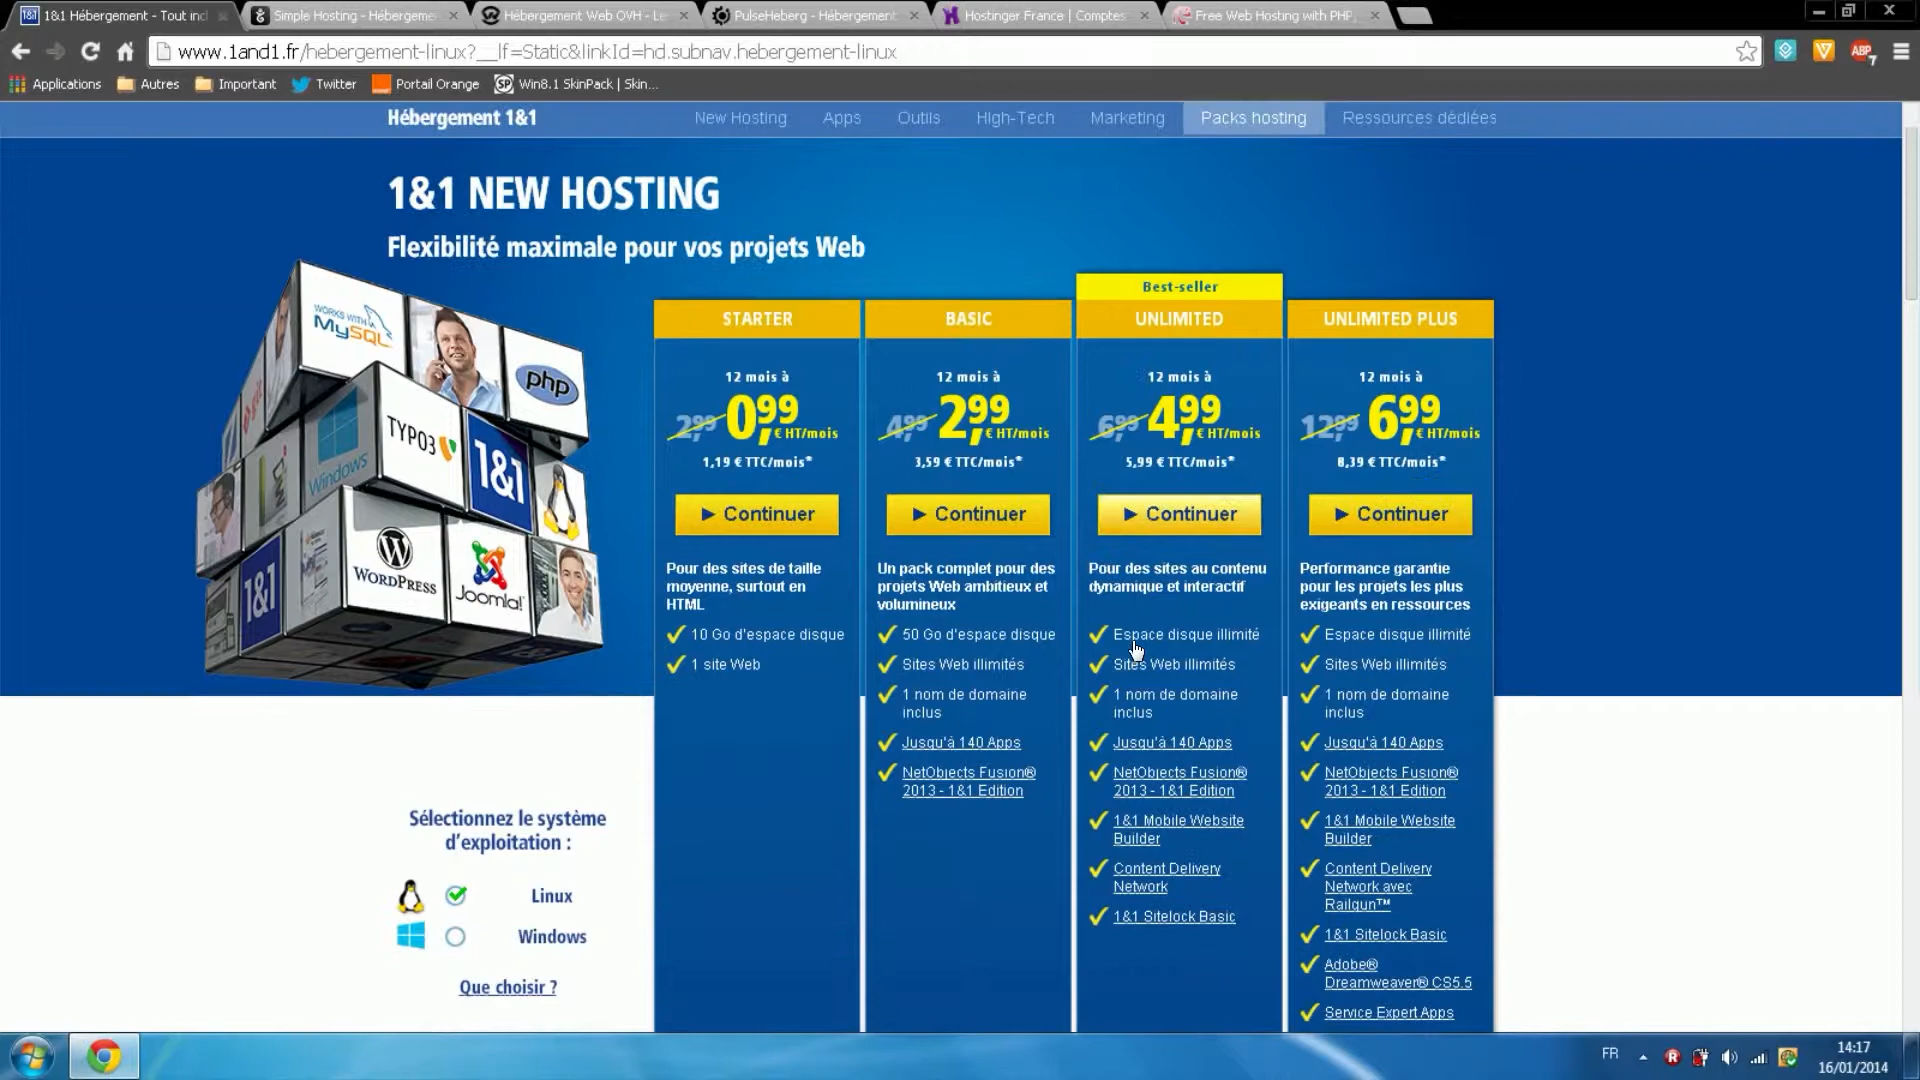 1&1 Hébergement - Tout incl
Simple Hosting - Hébergeme
Hébergement Web OVH - Le
PulseHeberg - Hébergement
Hostinger France | Comptes
Free Web Hosting with PHP,
www.1and1.fr/hebergement-linux?__lf=Static&linkId=hd.subnav.hebergement-linux
ABP
7
Applications
Autres
Important
Twitter
Portail Orange
SP
Win8.1 SkinPack | Skin...
Hébergement 1&1
New Hosting
Apps
Outils
High-Tech
Marketing
Packs hosting
Ressources dédiées
1&1 NEW HOSTING
Flexibilité maximale pour vos projets Web
WORKS WITH
MySQL
php
Windows
TYPO3
1&1
1&1
WORDPRESS
Joomla!
STARTER
12 mois à
2,99 0,99 € HT/mois
1,19 € TTC/mois*
► Continuer
Pour des sites de taille
moyenne, surtout en
HTML
10 Go d'espace disque
1 site Web
BASIC
12 mois à
4,99 2,99 € HT/mois
3,59 € TTC/mois*
► Continuer
Un pack complet pour des
projets Web ambitieux et
volumineux
50 Go d'espace disque
Sites Web illimités
1 nom de domaine
inclus
Jusqu'à 140 Apps
NetObjects Fusion®
2013 - 1&1 Edition
Best-seller
UNLIMITED
12 mois à
6,99 4,99 € HT/mois
5,99 € TTC/mois*
► Continuer
Pour des sites au contenu
dynamique et interactif
Espace disque illimité
Sites Web illimités
1 nom de domaine
inclus
Jusqu'à 140 Apps
NetObjects Fusion®
2013 - 1&1 Edition
1&1 Mobile Website
Builder
Content Delivery
Network
1&1 Sitelock Basic
UNLIMITED PLUS
12 mois à
12,99 6,99 € HT/mois
8,39 € TTC/mois*
► Continuer
Performance garantie
pour les projets les plus
exigeants en ressources
Espace disque illimité
Sites Web illimités
1 nom de domaine
inclus
Jusqu'à 140 Apps
NetObjects Fusion®
2013 - 1&1 Edition
1&1 Mobile Website
Builder
Content Delivery
Network avec
Railgun™
1&1 Sitelock Basic
Adobe®
Dreamweaver® CS5.5
Service Expert Apps
Sélectionnez le système
d'exploitation :
Linux
Windows
Que choisir ?
FR
14:17
16/01/2014